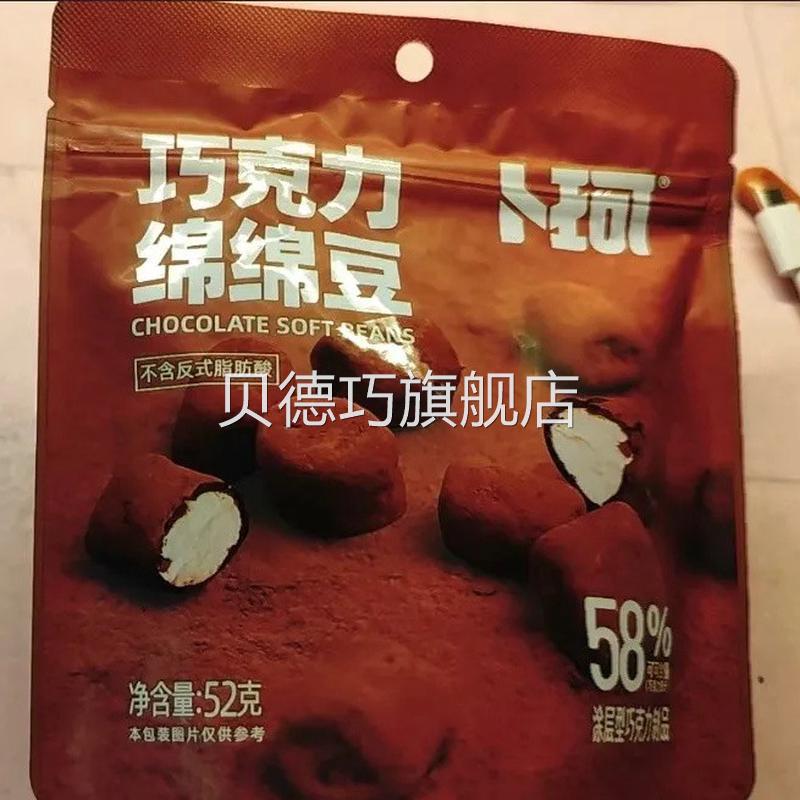 巧克力
绵绵豆
CHOCOLATE SOFT BEANS
不含反式脂肪酸
卜珂®
贝德巧旗舰店
58%
涂层型巧克力制品
净含量:52克
本包装图片仅供参考